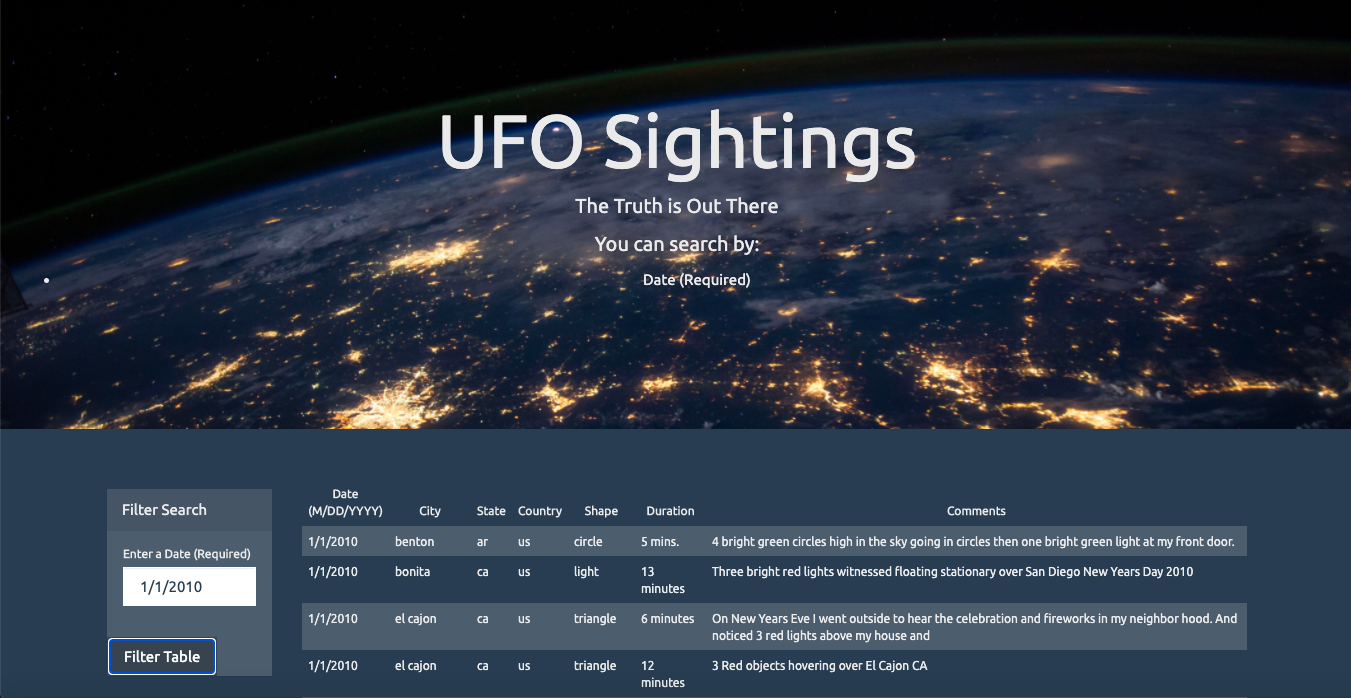 UFO Sightings
The Truth is Out There
You can search by:
Date (Required)
Filter Search
Enter a Date (Required)
1/1/2010
Filter Table
Date
(M/DD/YYYY) City State Country Shape Duration Comments
1/1/2010 benton ar us circle 5 mins. 4 bright green circles high in the sky going in circles then one bright green light at my front door.
1/1/2010 bonita ca us light 13 Three bright red lights witnessed floating stationary over San Diego New Years Day 2010
minutes
1/1/2010 el cajon ca us triangle 6 minutes On New Years Eve I went outside to hear the celebration and fireworks in my neighbor hood. And
noticed 3 red lights above my house and
1/1/2010 el cajon ca us triangle 12 3 Red objects hovering over El Cajon CA
minutes